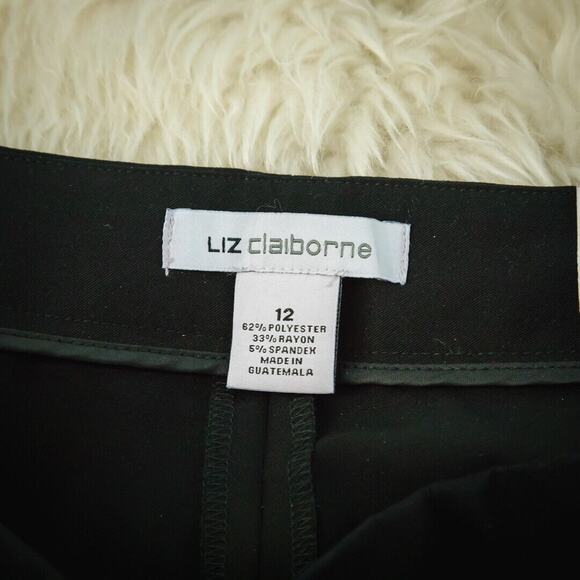 LIZ claiborne
12
62% POLYESTER
33% RAYON
5% SPANDEX
MADE IN
GUATEMALA